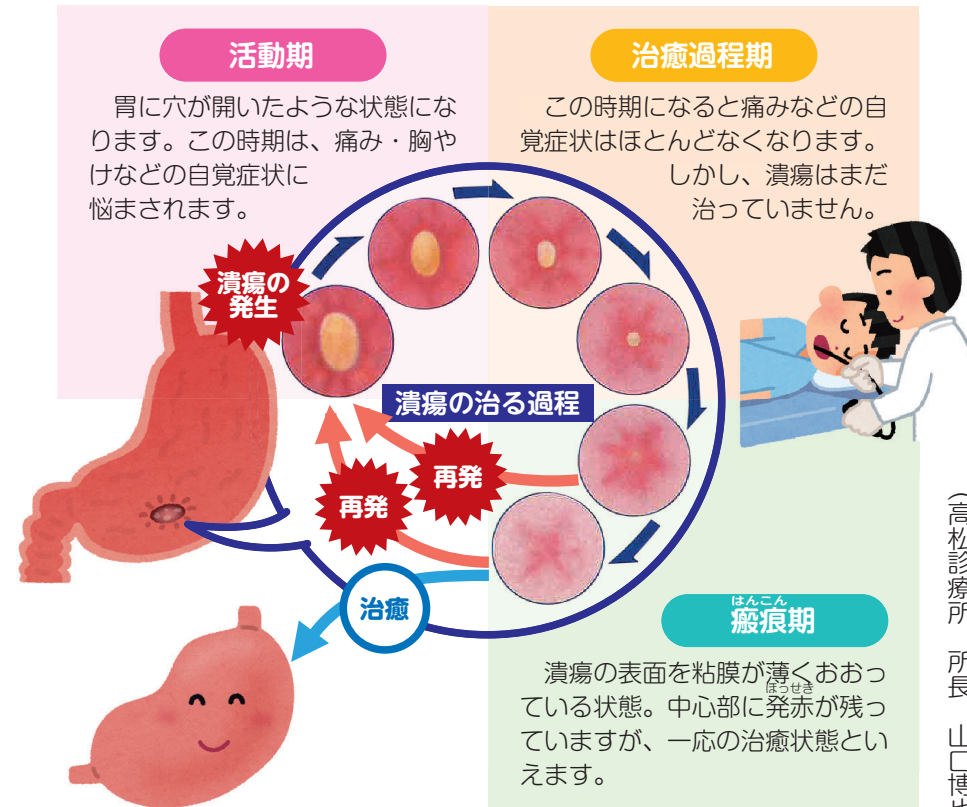 活動期
胃に穴が開いたような状態にな
ります。この時期は、痛み・胸や
けなどの自覚症状に
悩まされます。
治癒過程期
この時期になると痛みなどの自
覚症状はほとんどなくなります。
しかし、潰瘍はまだ
治っていません。
潰瘍の
発生
潰瘍の治る過程
再発
再発
治癒
はんこん
瘢痕期
潰瘍の表面を粘膜が薄くおおっ
ほっせき
ている状態。中心部に発赤が残っ
ていますが、一応の治癒状態とい
えます。
(高松診療所 所長 山口博也